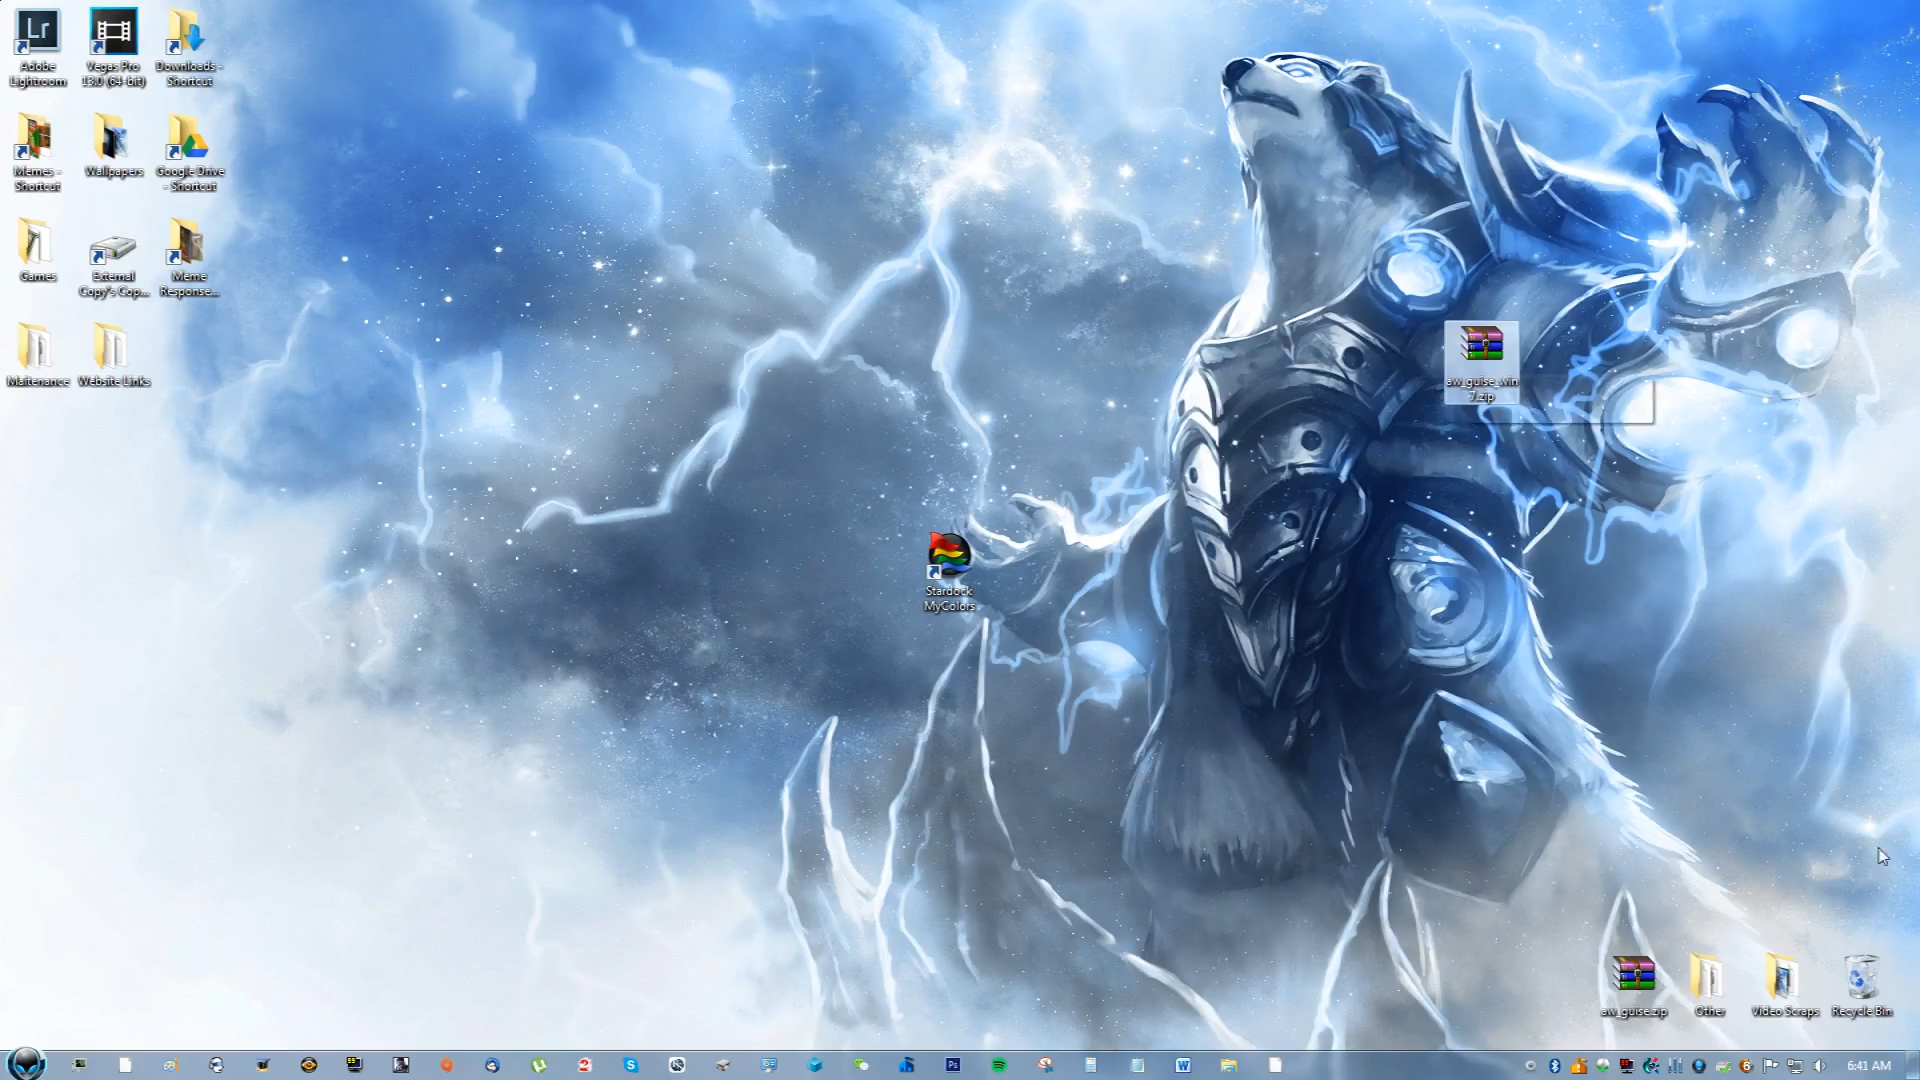 Lr
Adobe
Lightroom
Vegas Pro
13.0 (64-bit)
Downloads -
Shortcut
Memes -
Shortcut
Wallpapers
Google Drive
- Shortcut
Games
External
Copy's Cop...
Meme
Response...
Maitenance
Website Links
aw_guise_win
7.zip
Stardock
MyColors
aw_guise.zip
Other
Video Scraps
Recycle Bin
Ps
W
6:41 AM